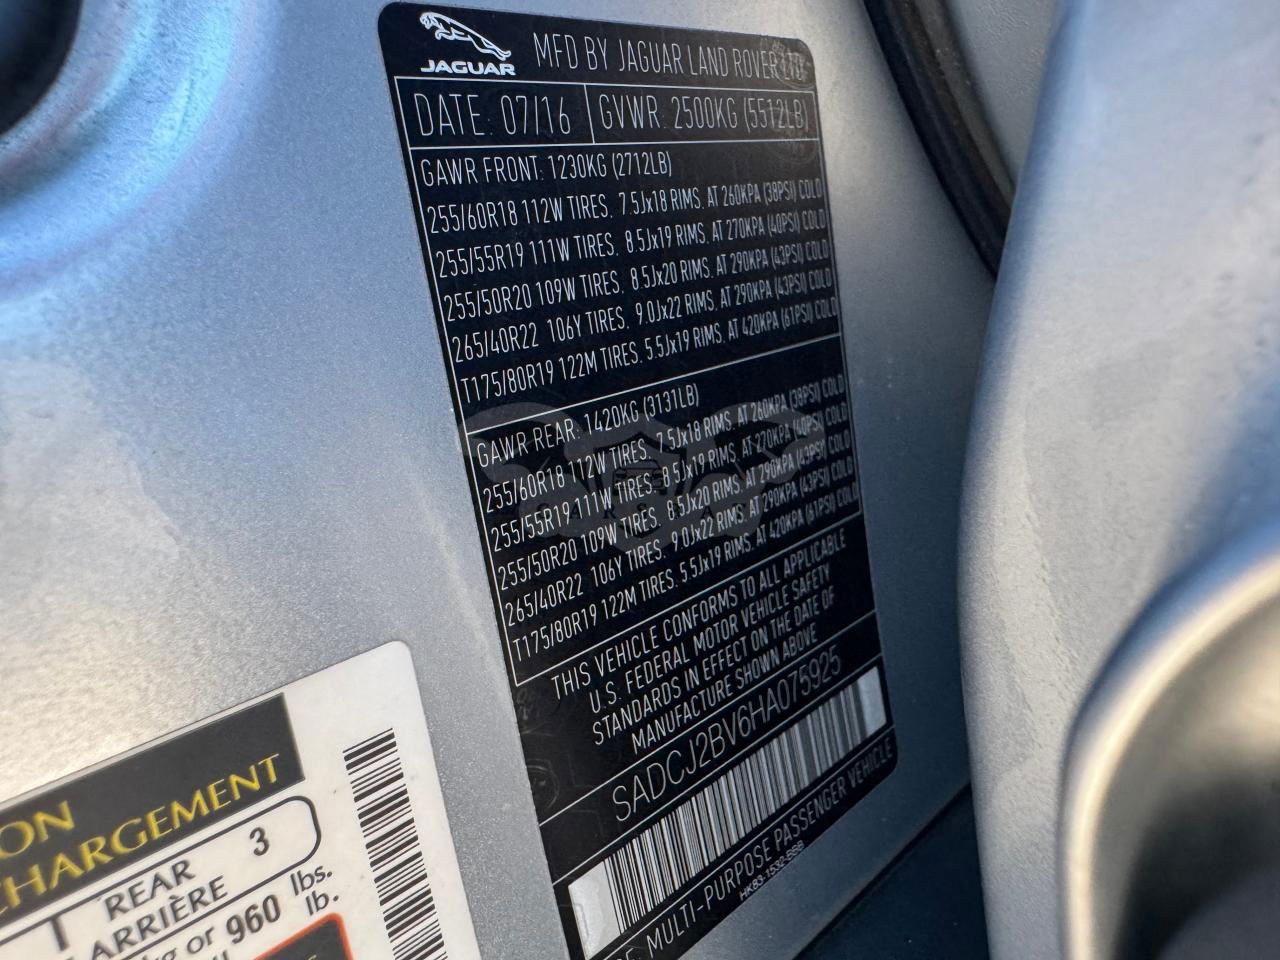 JAGUAR
MFD BY JAGUAR LAND ROVER LTD
DATE. 07/16
GVWR. 2500KG (5512LB)
GAWR FRONT: 1230KG (2712LB)
255/60R18 112W TIRES. 7.5Jx18 RIMS. AT 260KPA (38PSI) COLD
255/55R19 111W TIRES. 8.5Jx19 RIMS. AT 270KPA (40PSI) COLD
255/50R20 109W TIRES. 8.5Jx20 RIMS. AT 290KPA (43PSI) COLD
265/40R22 106Y TIRES. 9.0Jx22 RIMS. AT 290KPA (43PSI) COLD
T175/80R19 122M TIRES. 5.5Jx19 RIMS. AT 420KPA (61PSI) COLD
GAWR REAR: 1420KG (3131LB)
255/60R18 112W TIRES. 7.5Jx18 RIMS. AT 260KPA (38PSI) COLD
255/55R19 111W TIRES. 8.5Jx19 RIMS. AT 270KPA (40PSI) COLD
255/50R20 109W TIRES. 8.5Jx20 RIMS. AT 290KPA (43PSI) COLD
265/40R22 106Y TIRES. 9.0Jx22 RIMS. AT 290KPA (43PSI) COLD
T175/80R19 122M TIRES. 5.5Jx19 RIMS. AT 420KPA (61PSI) COLD
THIS VEHICLE CONFORMS TO ALL APPLICABLE
U.S. FEDERAL MOTOR VEHICLE SAFETY
STANDARDS IN EFFECT ON THE DATE OF
MANUFACTURE SHOWN ABOVE
SADCJ2BV6HA075925
MULTI-PURPOSE PASSENGER VEHICLE
HK83-1532-BSB
ON
CHARGEMENT
REAR 3
ARRIÈRE
kg or 960 lbs.
lb.